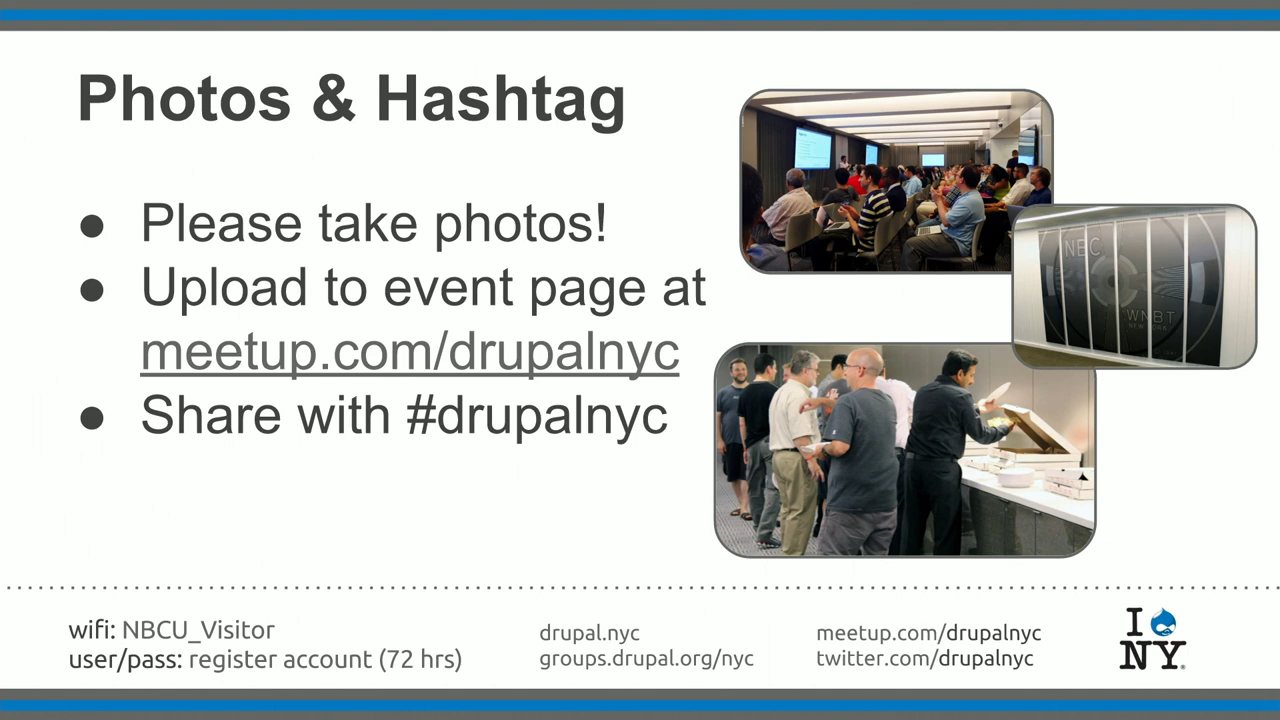 Photos & Hashtag
● Please take photos!
● Upload to event page at
meetup.com/drupalnyc
● Share with #drupalnyc
NBC
WNBT
NEW YORK
wifi: NBCU_Visitor
user/pass: register account (72 hrs)
drupal.nyc
groups.drupal.org/nyc
meetup.com/drupalnyc
twitter.com/drupalnyc
I
NY®